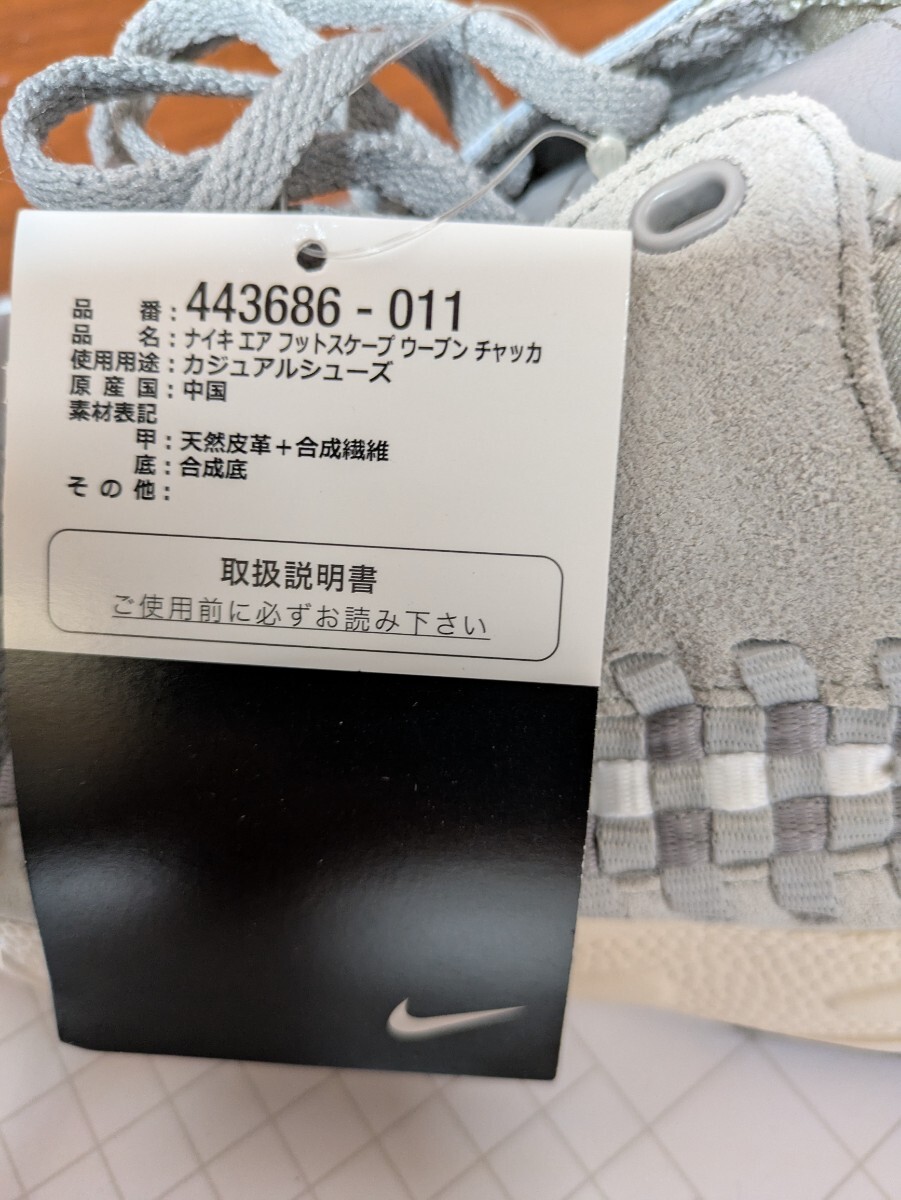 品　　番：443686 - 011
品　　名：ナイキ エア フットスケープ ウーブン チャッカ
使用用途：カジュアルシューズ
原 産 国：中国
素材表記
甲：天然皮革＋合成繊維
底：合成底
そ の 他：
取扱説明書
ご使用前に必ずお読み下さい